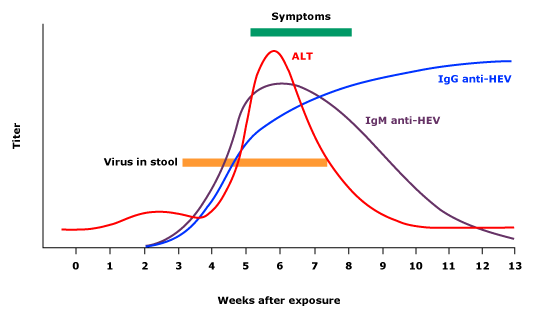 Symptoms
ALT
IgG anti-HEV
IgM anti-HEV
Titer
Virus in stool
0 1 2 3 4 5 6 7 8 9 10 11 12 13
Weeks after exposure